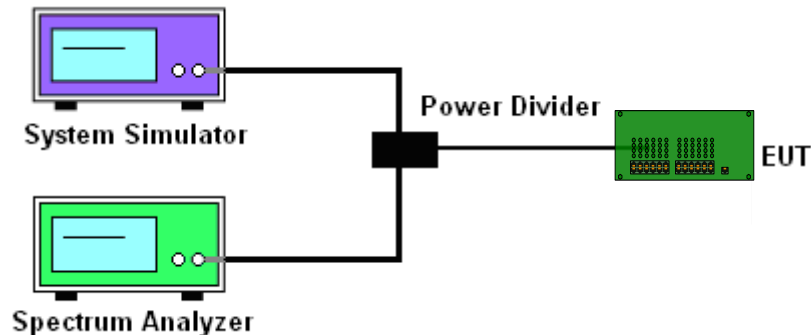 System Simulator
Power Divider
EUT
Spectrum Analyzer